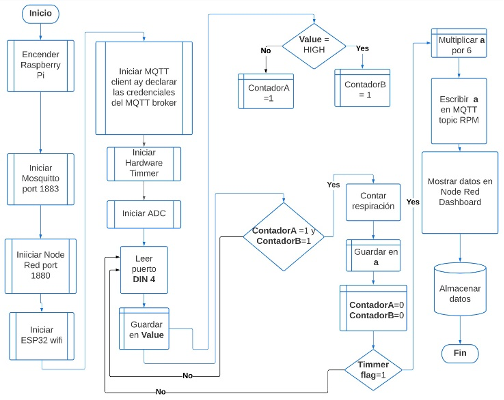 Inicio
Encender
Raspberry
Pi
Iniciar
Mosquitto
port 1883
Iniiciar Node
Red port
1880
Iniciar
ESP32 wifi
Iniciar MQTT
client ay declarar
las credenciales
del MQTT broker
Iniciar
Hardware
Timmer
Iniciar ADC
Leer
puerto
DIN 4
Guardar
en Value
Value =
HIGH
No
Yes
ContadorA
=1
ContadorB
= 1
ContadorA =1 y
ContadorB=1
Yes
No
Contar
respiración
Guardar en
a
ContadorA=0
ContadorB=0
Timmer
flag=1
No
Yes
Multiplicar a
por 6
Escribir a
en MQTT
topic RPM
Mostrar datos en
Node Red
Dashboard
Almacenar
datos
Fin